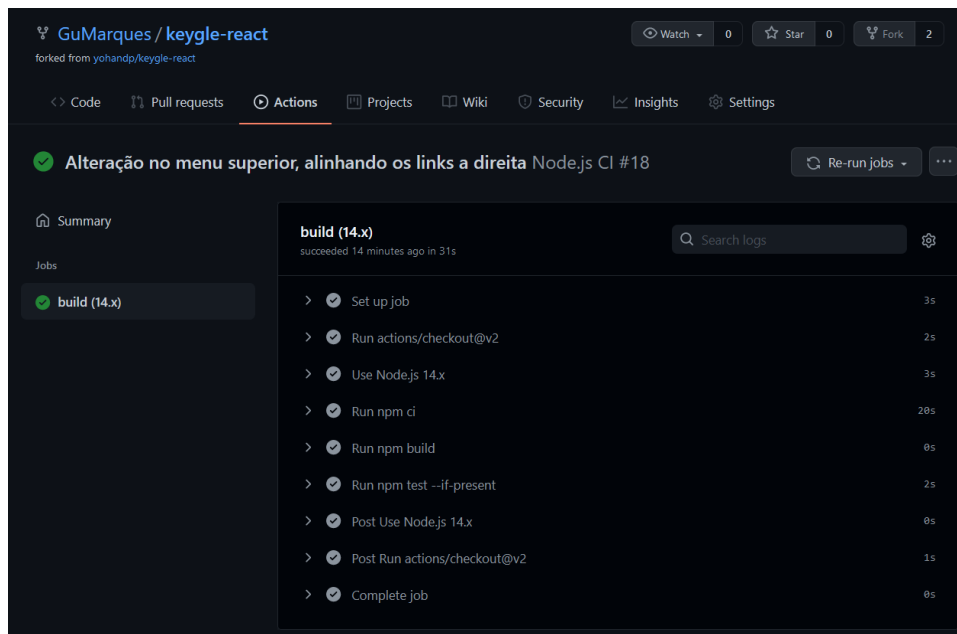 GuMarques / keygle-react
Watch 0
Star 0
Fork 2
forked from yohandp/keygle-react
<> Code
Pull requests
Actions
Projects
Wiki
Security
Insights
Settings
Alteração no menu superior, alinhando os links a direita Node.js CI #18
Re-run jobs
...
Summary
Jobs
build (14.x)
build (14.x)
succeeded 14 minutes ago in 31s
Search logs
Set up job 3s
Run actions/checkout@v2 2s
Use Node.js 14.x 3s
Run npm ci 20s
Run npm build 0s
Run npm test --if-present 2s
Post Use Node.js 14.x 0s
Post Run actions/checkout@v2 1s
Complete job 0s